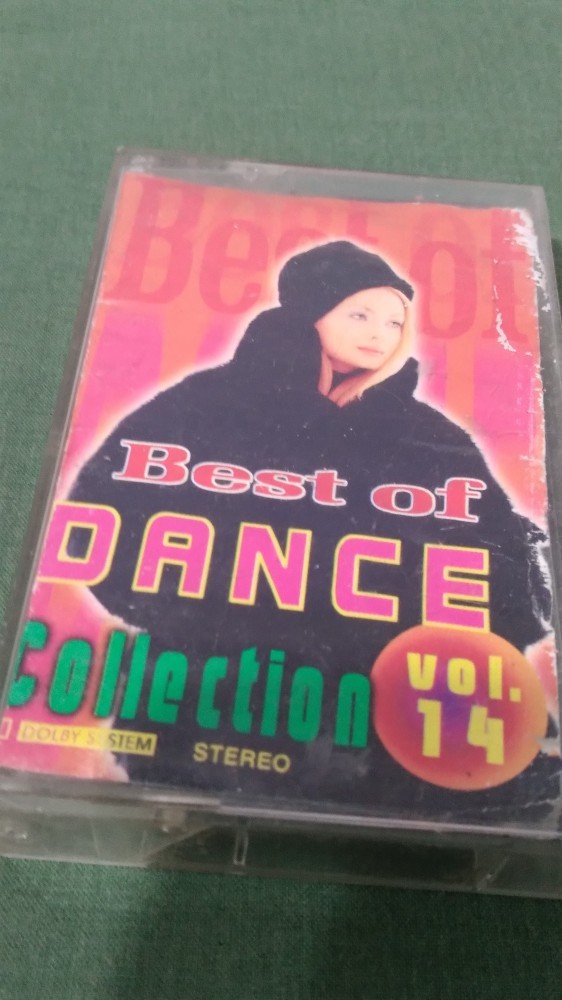 Best of
Best of
DANCE
Collection
vol.
14
DOLBY SYSTEM
STEREO